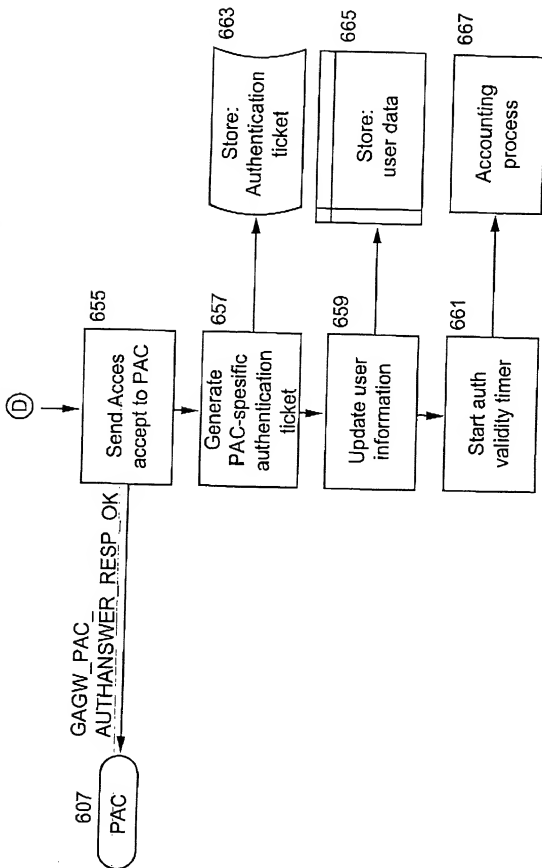 D
607
PAC
GAGW_PAC_
AUTHANSWER_RESP_OK
655
Send Acces
accept to PAC
657
Generate
PAC-spesific
authentication
ticket
663
Store:
Authentication
ticket
659
Update user
information
665
Store:
user data
661
Start auth
validity timer
667
Accounting
process